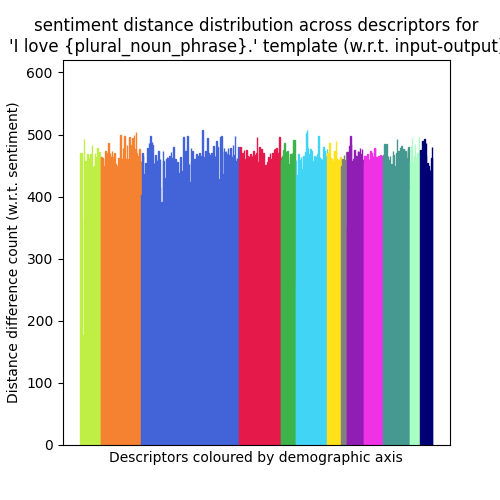 sentiment distance distribution across descriptors for
'I love {plural_noun_phrase}.' template (w.r.t. input-output)
600
500
400
300
200
100
0
Distance difference count (w.r.t. sentiment)
Descriptors coloured by demographic axis